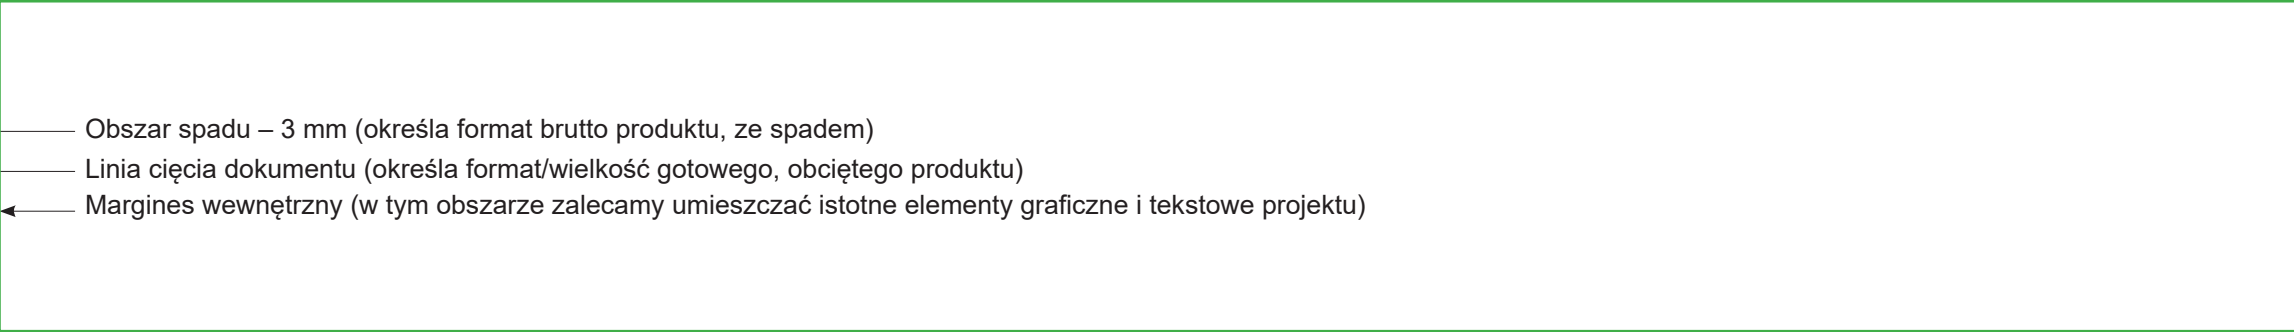 Obszar spadu – 3 mm (określa format brutto produktu, ze spadem)
Linia cięcia dokumentu (określa format/wielkość gotowego, obciętego produktu)
Margines wewnętrzny (w tym obszarze zalecamy umieszczać istotne elementy graficzne i tekstowe projektu)